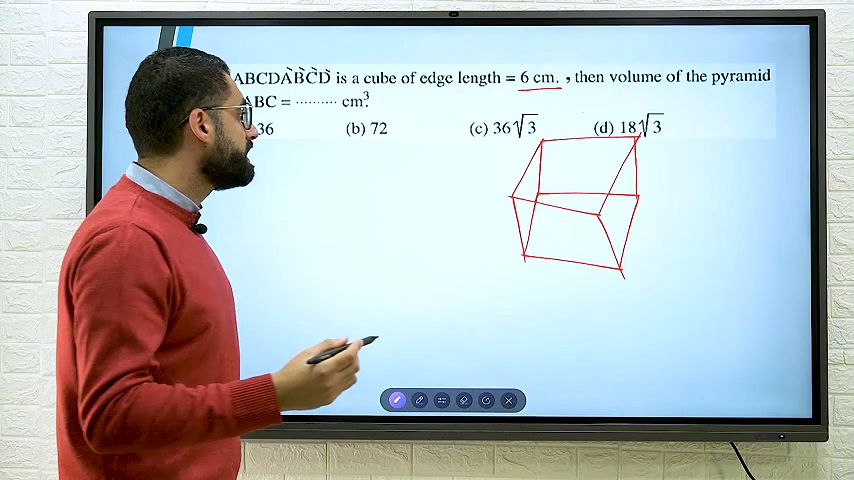 ABCDA�freeB̀C̀D̀ is a cube of edge length = 6 cm. , then volume of the pyramid
ABC = .......... cm³.
36 (b) 72 (c) 36√3 (d) 18√3